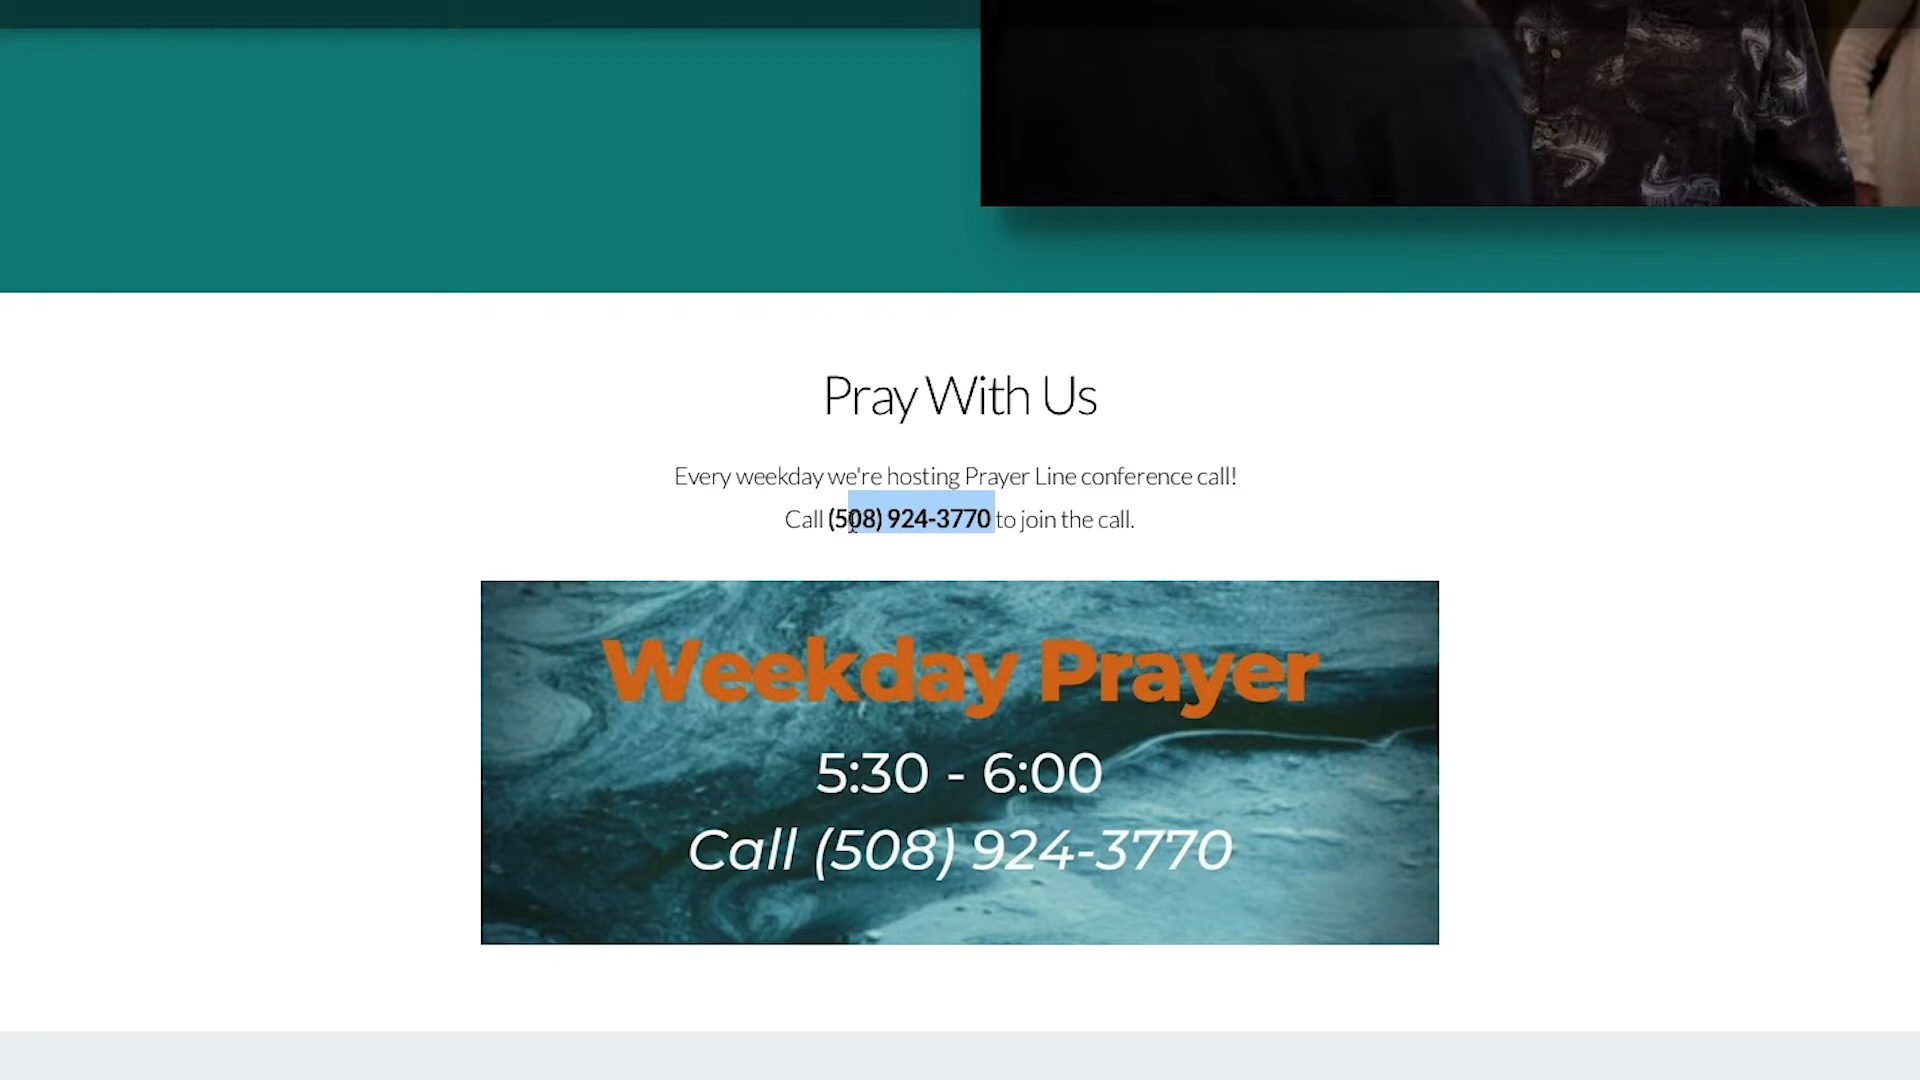 Pray With Us
Every weekday we're hosting Prayer Line conference call!
Call (508) 924-3770 to join the call.
Weekday Prayer
5:30 - 6:00
Call (508) 924-3770